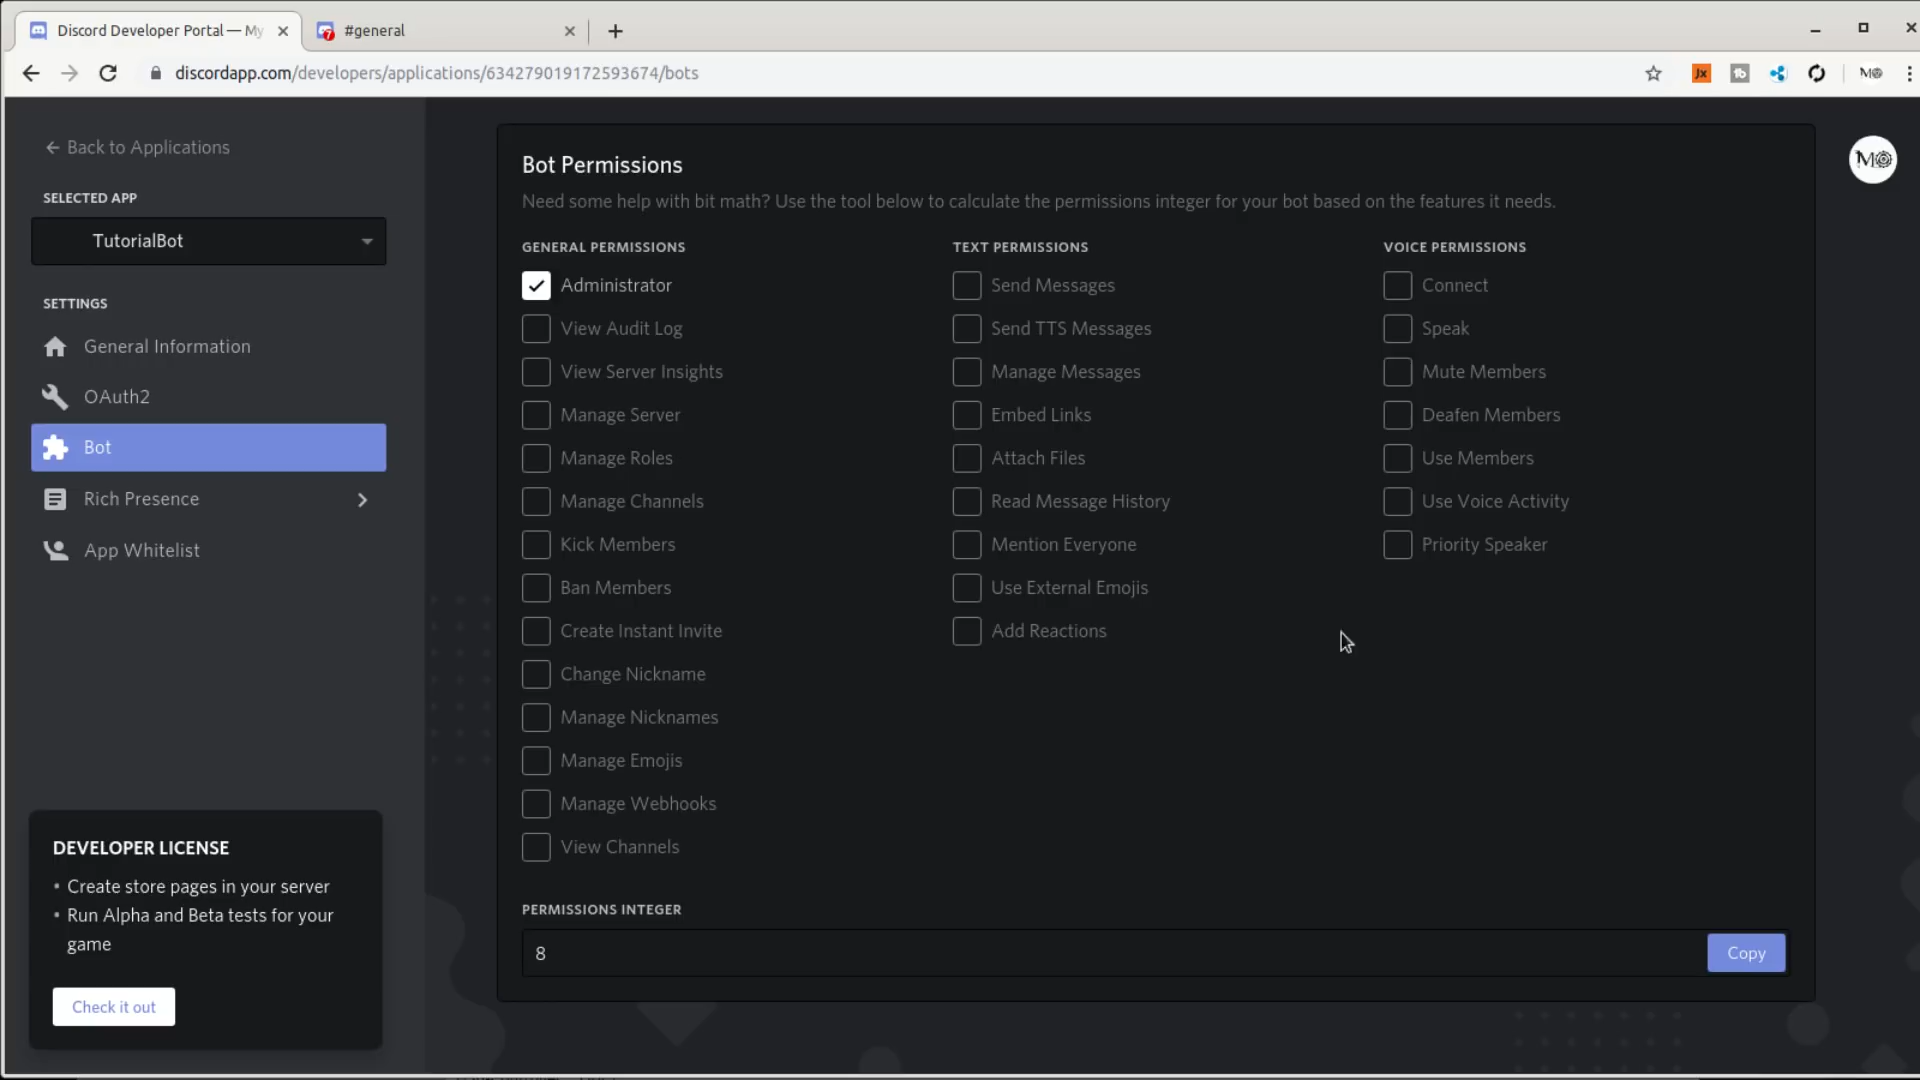 Discord Developer Portal — My
#general
discordapp.com/developers/applications/634279019172593674/bots
Jx
M
Back to Applications
SELECTED APP
TutorialBot
SETTINGS
General Information
OAuth2
Bot
Rich Presence
App Whitelist
DEVELOPER LICENSE
• Create store pages in your server
• Run Alpha and Beta tests for your
game
Check it out
Bot Permissions
Need some help with bit math? Use the tool below to calculate the permissions integer for your bot based on the features it needs.
GENERAL PERMISSIONS
Administrator
View Audit Log
View Server Insights
Manage Server
Manage Roles
Manage Channels
Kick Members
Ban Members
Create Instant Invite
Change Nickname
Manage Nicknames
Manage Emojis
Manage Webhooks
View Channels
TEXT PERMISSIONS
Send Messages
Send TTS Messages
Manage Messages
Embed Links
Attach Files
Read Message History
Mention Everyone
Use External Emojis
Add Reactions
VOICE PERMISSIONS
Connect
Speak
Mute Members
Deafen Members
Use Members
Use Voice Activity
Priority Speaker
PERMISSIONS INTEGER
8
Copy